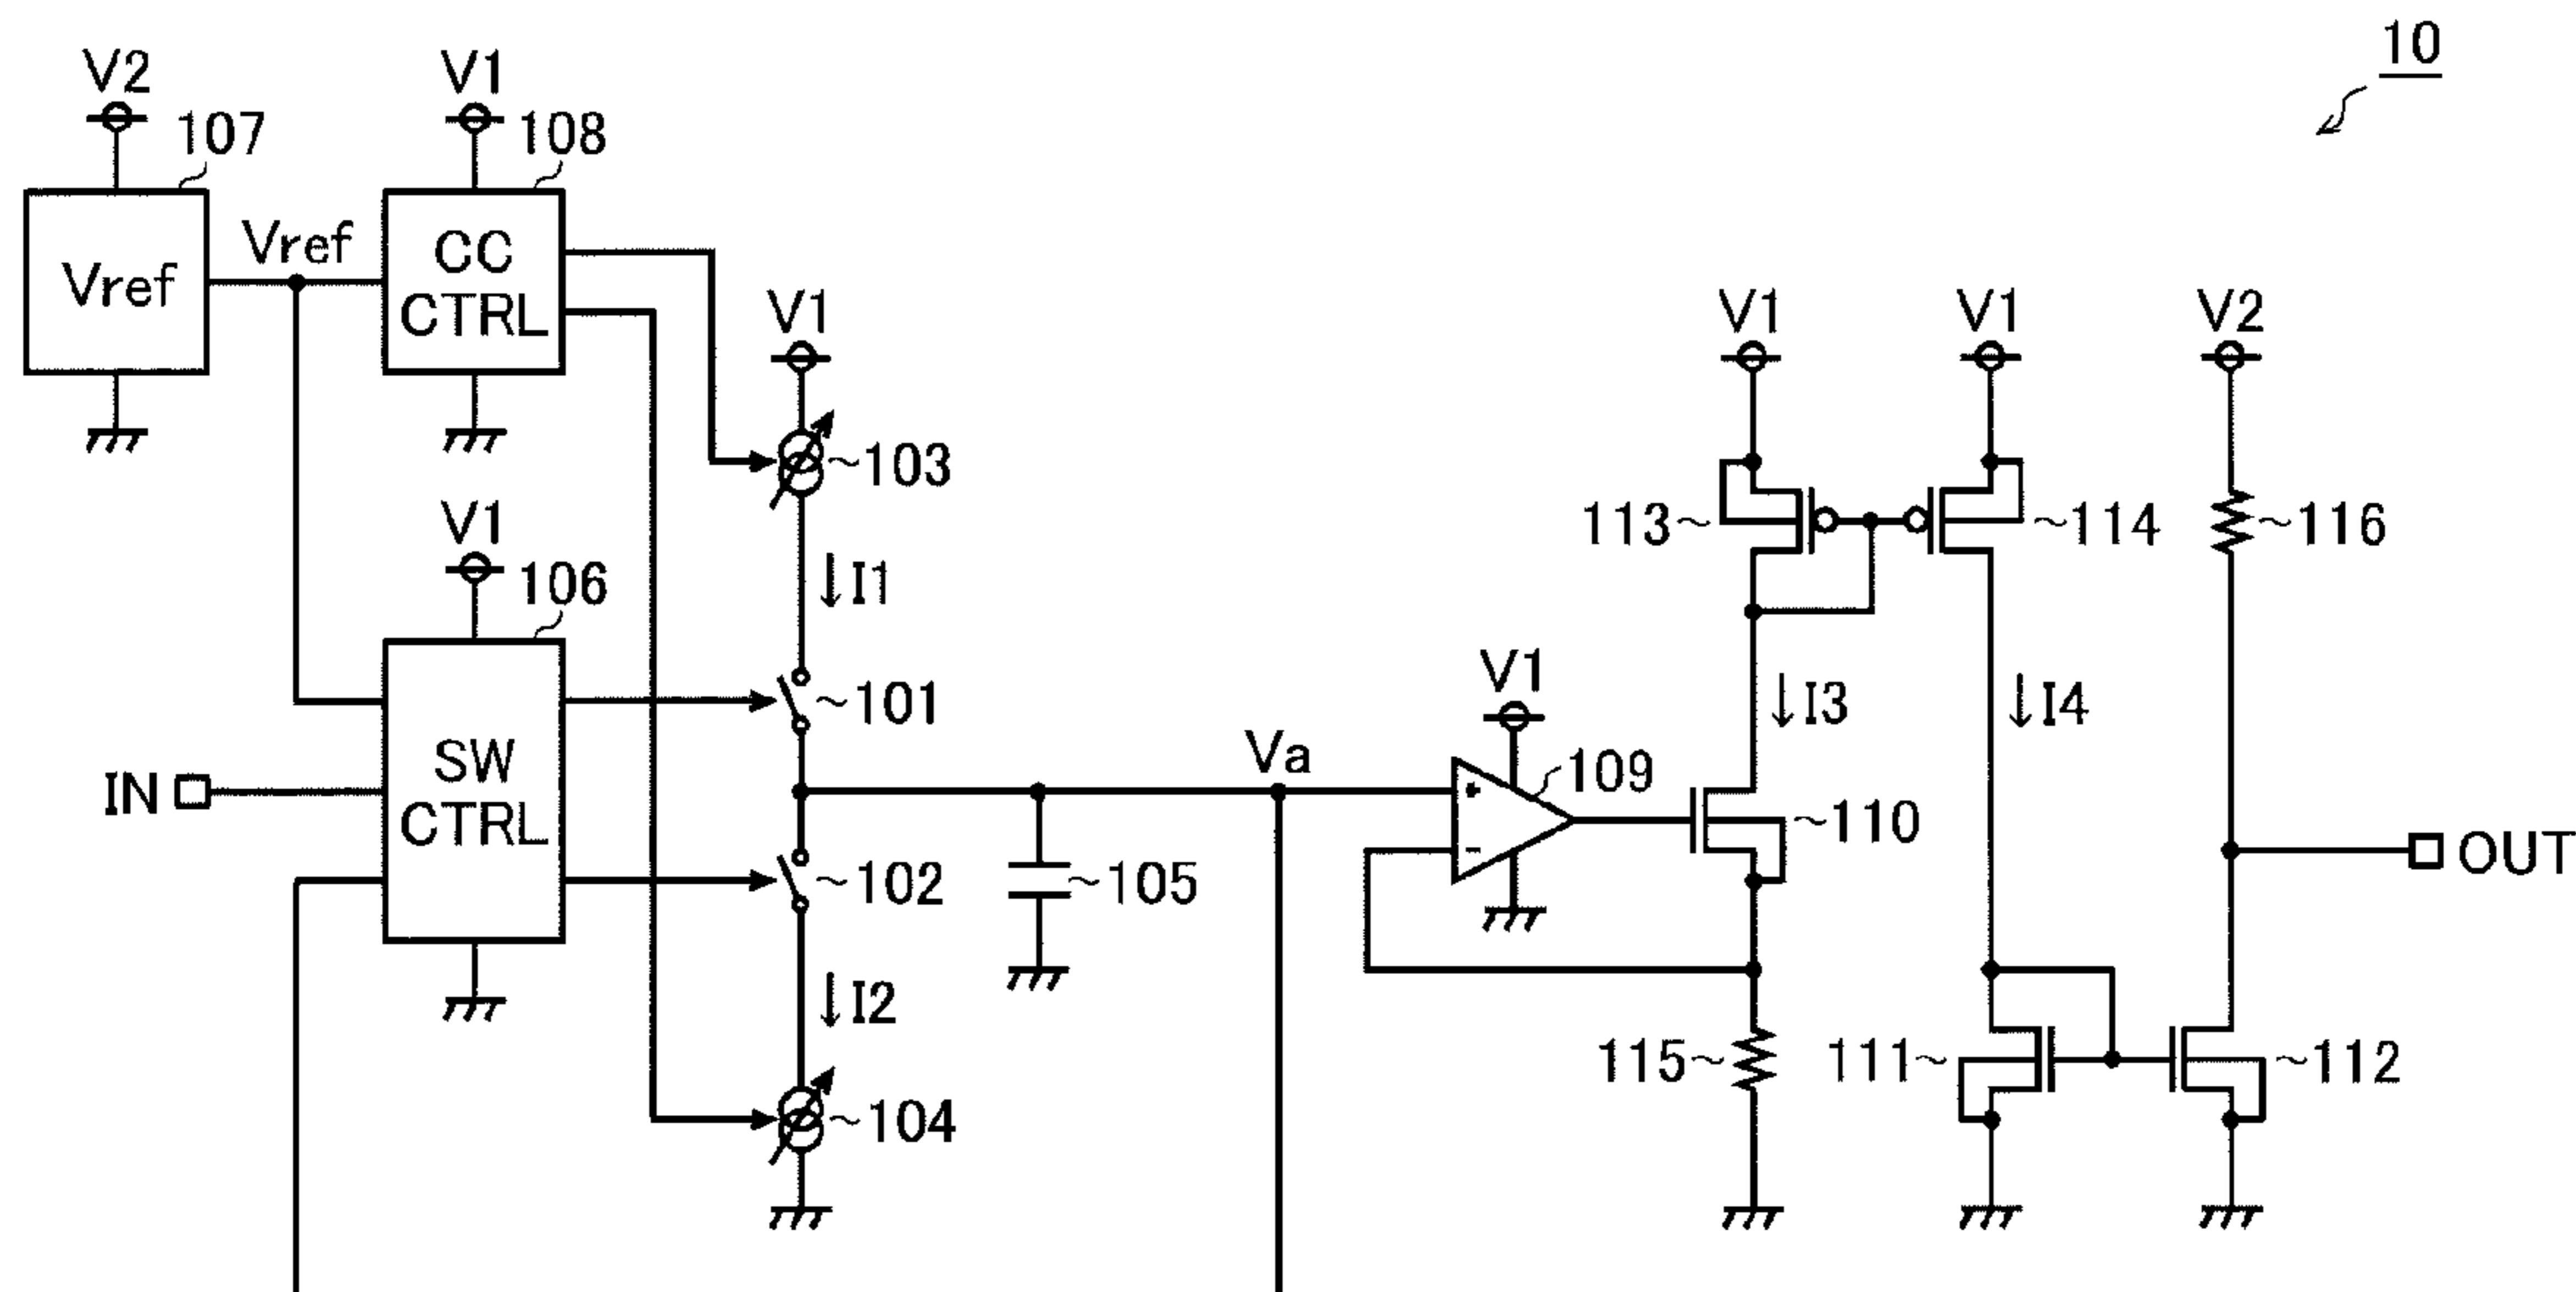 10
V2
V1
107
108
Vref
Vref
CC
CTRL
V1
V1
V1
V2
~103
113~
~114
~116
V1
106
↓I1
V1
↓I3
↓I4
~101
Va
109
SW
CTRL
IN
+
-
~110
OUT
~102
~105
↓I2
115~
111~
~112
~104